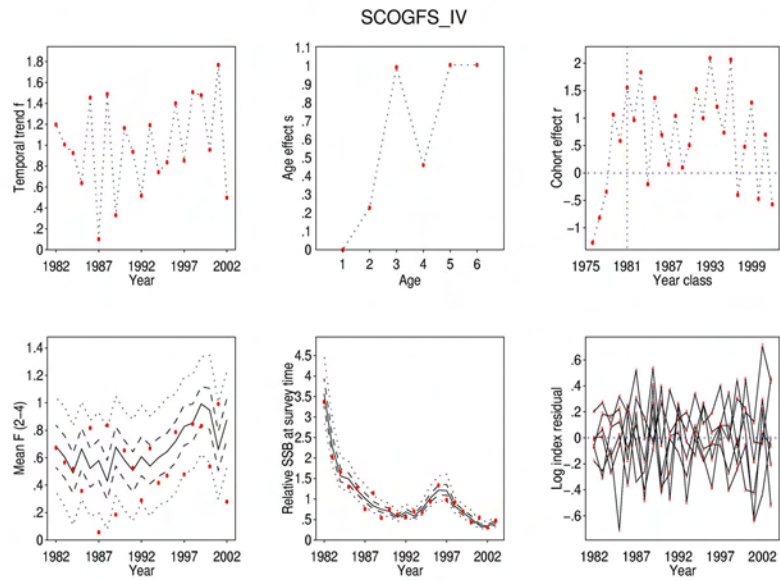 SCOGFS_IV
Temporal trend f
1.8
1.6
1.4
1.2
1
.8
.6
.4
.2
0
1982 1987 1992 1997 2002
Year
Age effect s
1.1
1
.9
.8
.7
.6
.5
.4
.3
.2
.1
0
1 2 3 4 5 6
Age
Cohort effect r
2
1.5
1
.5
0
-.5
-1
1975 1981 1987 1993 1999
Year class
Mean F (2-4)
1.4
1.2
1
.8
.6
.4
.2
0
1982 1987 1992 1997 2002
Year
Relative SSB at survey time
4.5
4
3.5
3
2.5
2
1.5
1
.5
0
1982 1987 1992 1997 2002
Year
Log index residual
.6
.4
.2
-.0
-.2
-.4
-.6
1982 1987 1992 1997 2002
Year